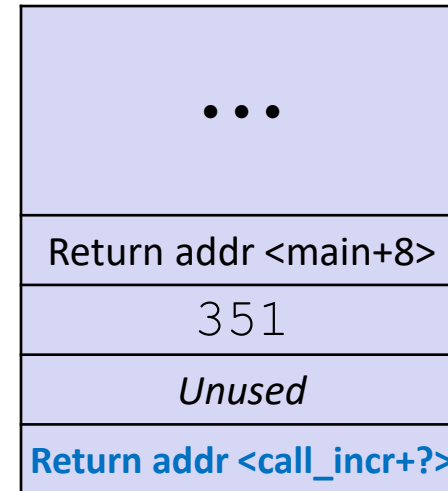 • • •
Return addr <main+8>
351
Unused
Return addr <call_incr+?>